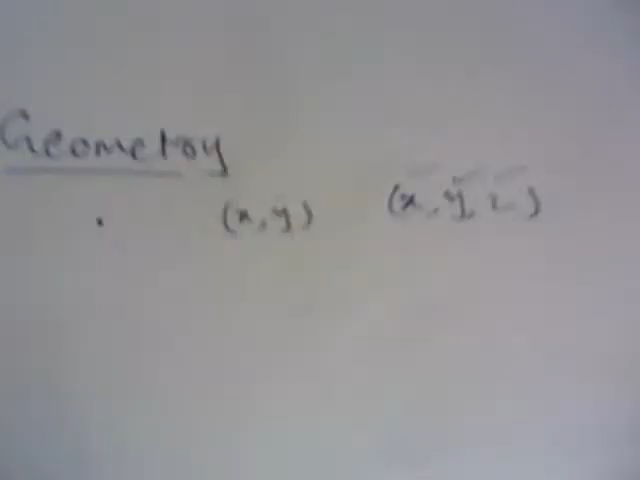 Geometry
. (x, y) (x, y, z)